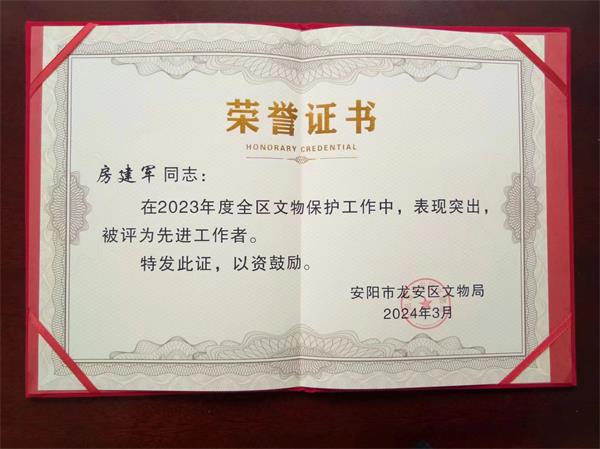 荣誉证书
HONORARY CREDENTIAL
房建军同志：
在2023年度全区文物保护工作中，表现突出，
被评为先进工作者。
特发此证，以资鼓励。
安阳市龙安区文物局
2024年3月